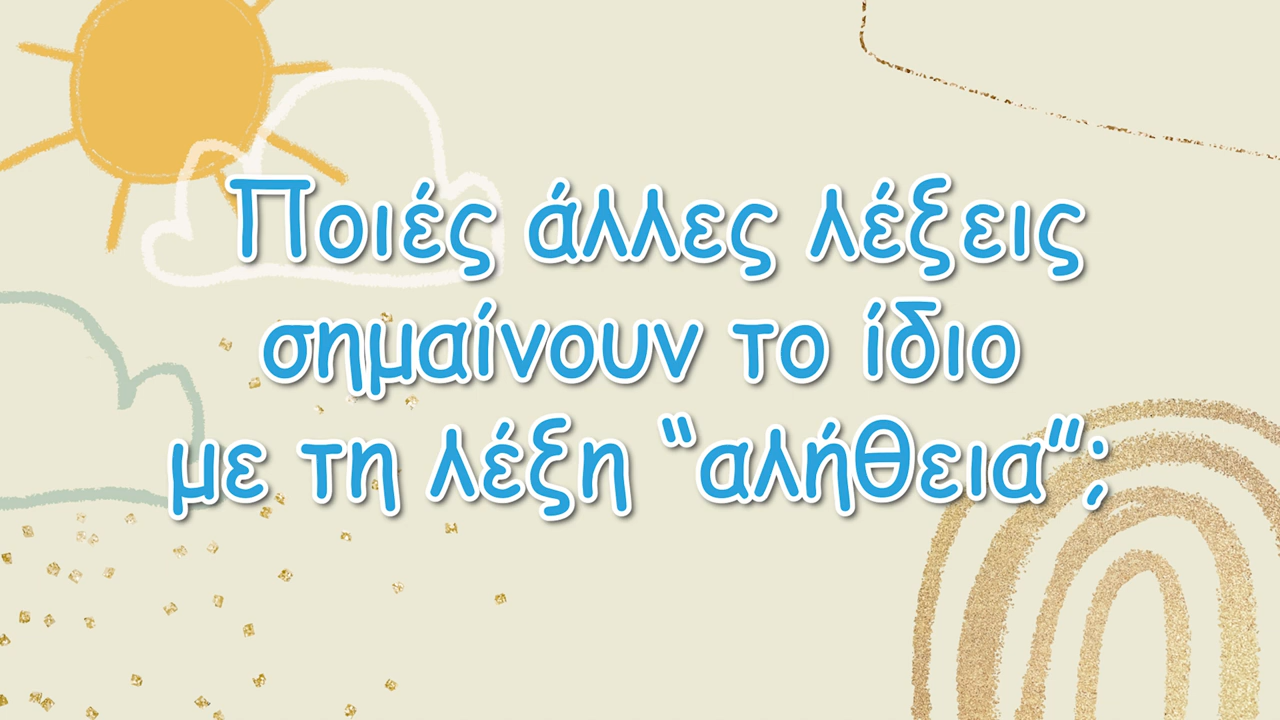 Ποιές άλλες λέξεις
σημαίνουν το ίδιο
με τη λέξη “αλήθεια“;